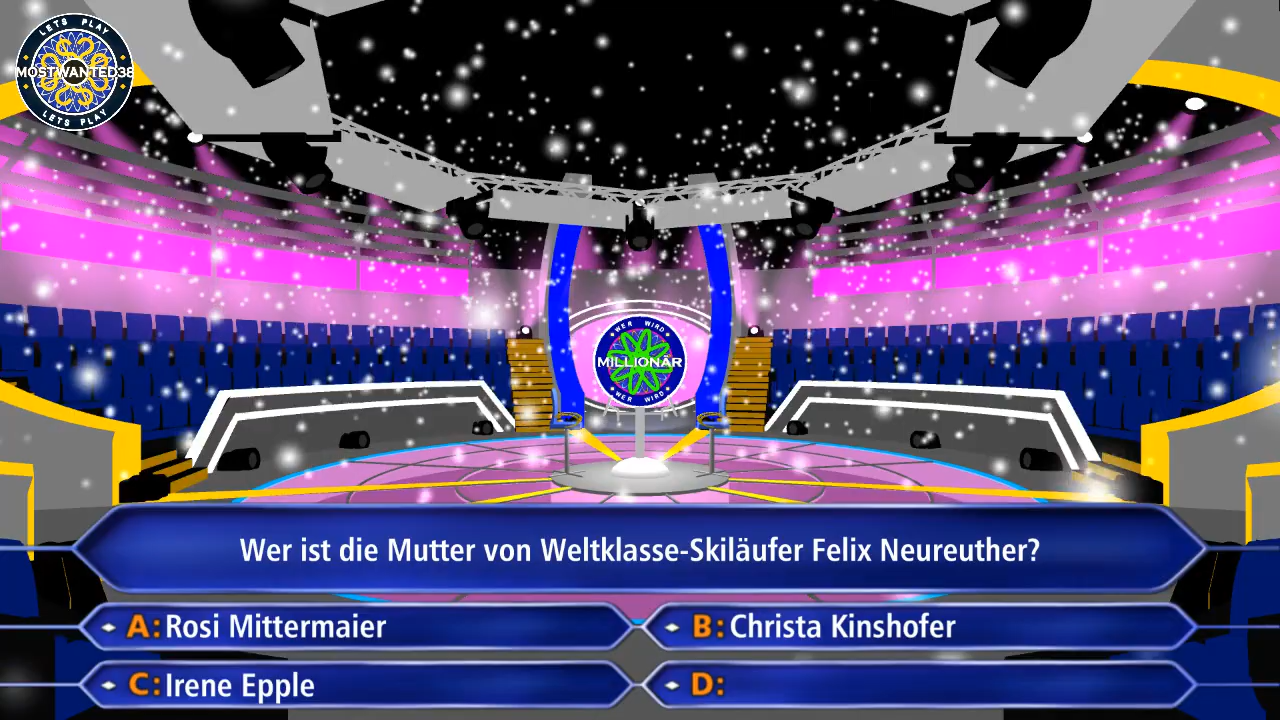 LETS PLAY
MOSTWANTED38
LETS PLAY
WER WIRD
MILLIONÄR
WER WIRD
Wer ist die Mutter von Weltklasse-Skiläufer Felix Neureuther?
A: Rosi Mittermaier
B: Christa Kinshofer
C: Irene Epple
D: